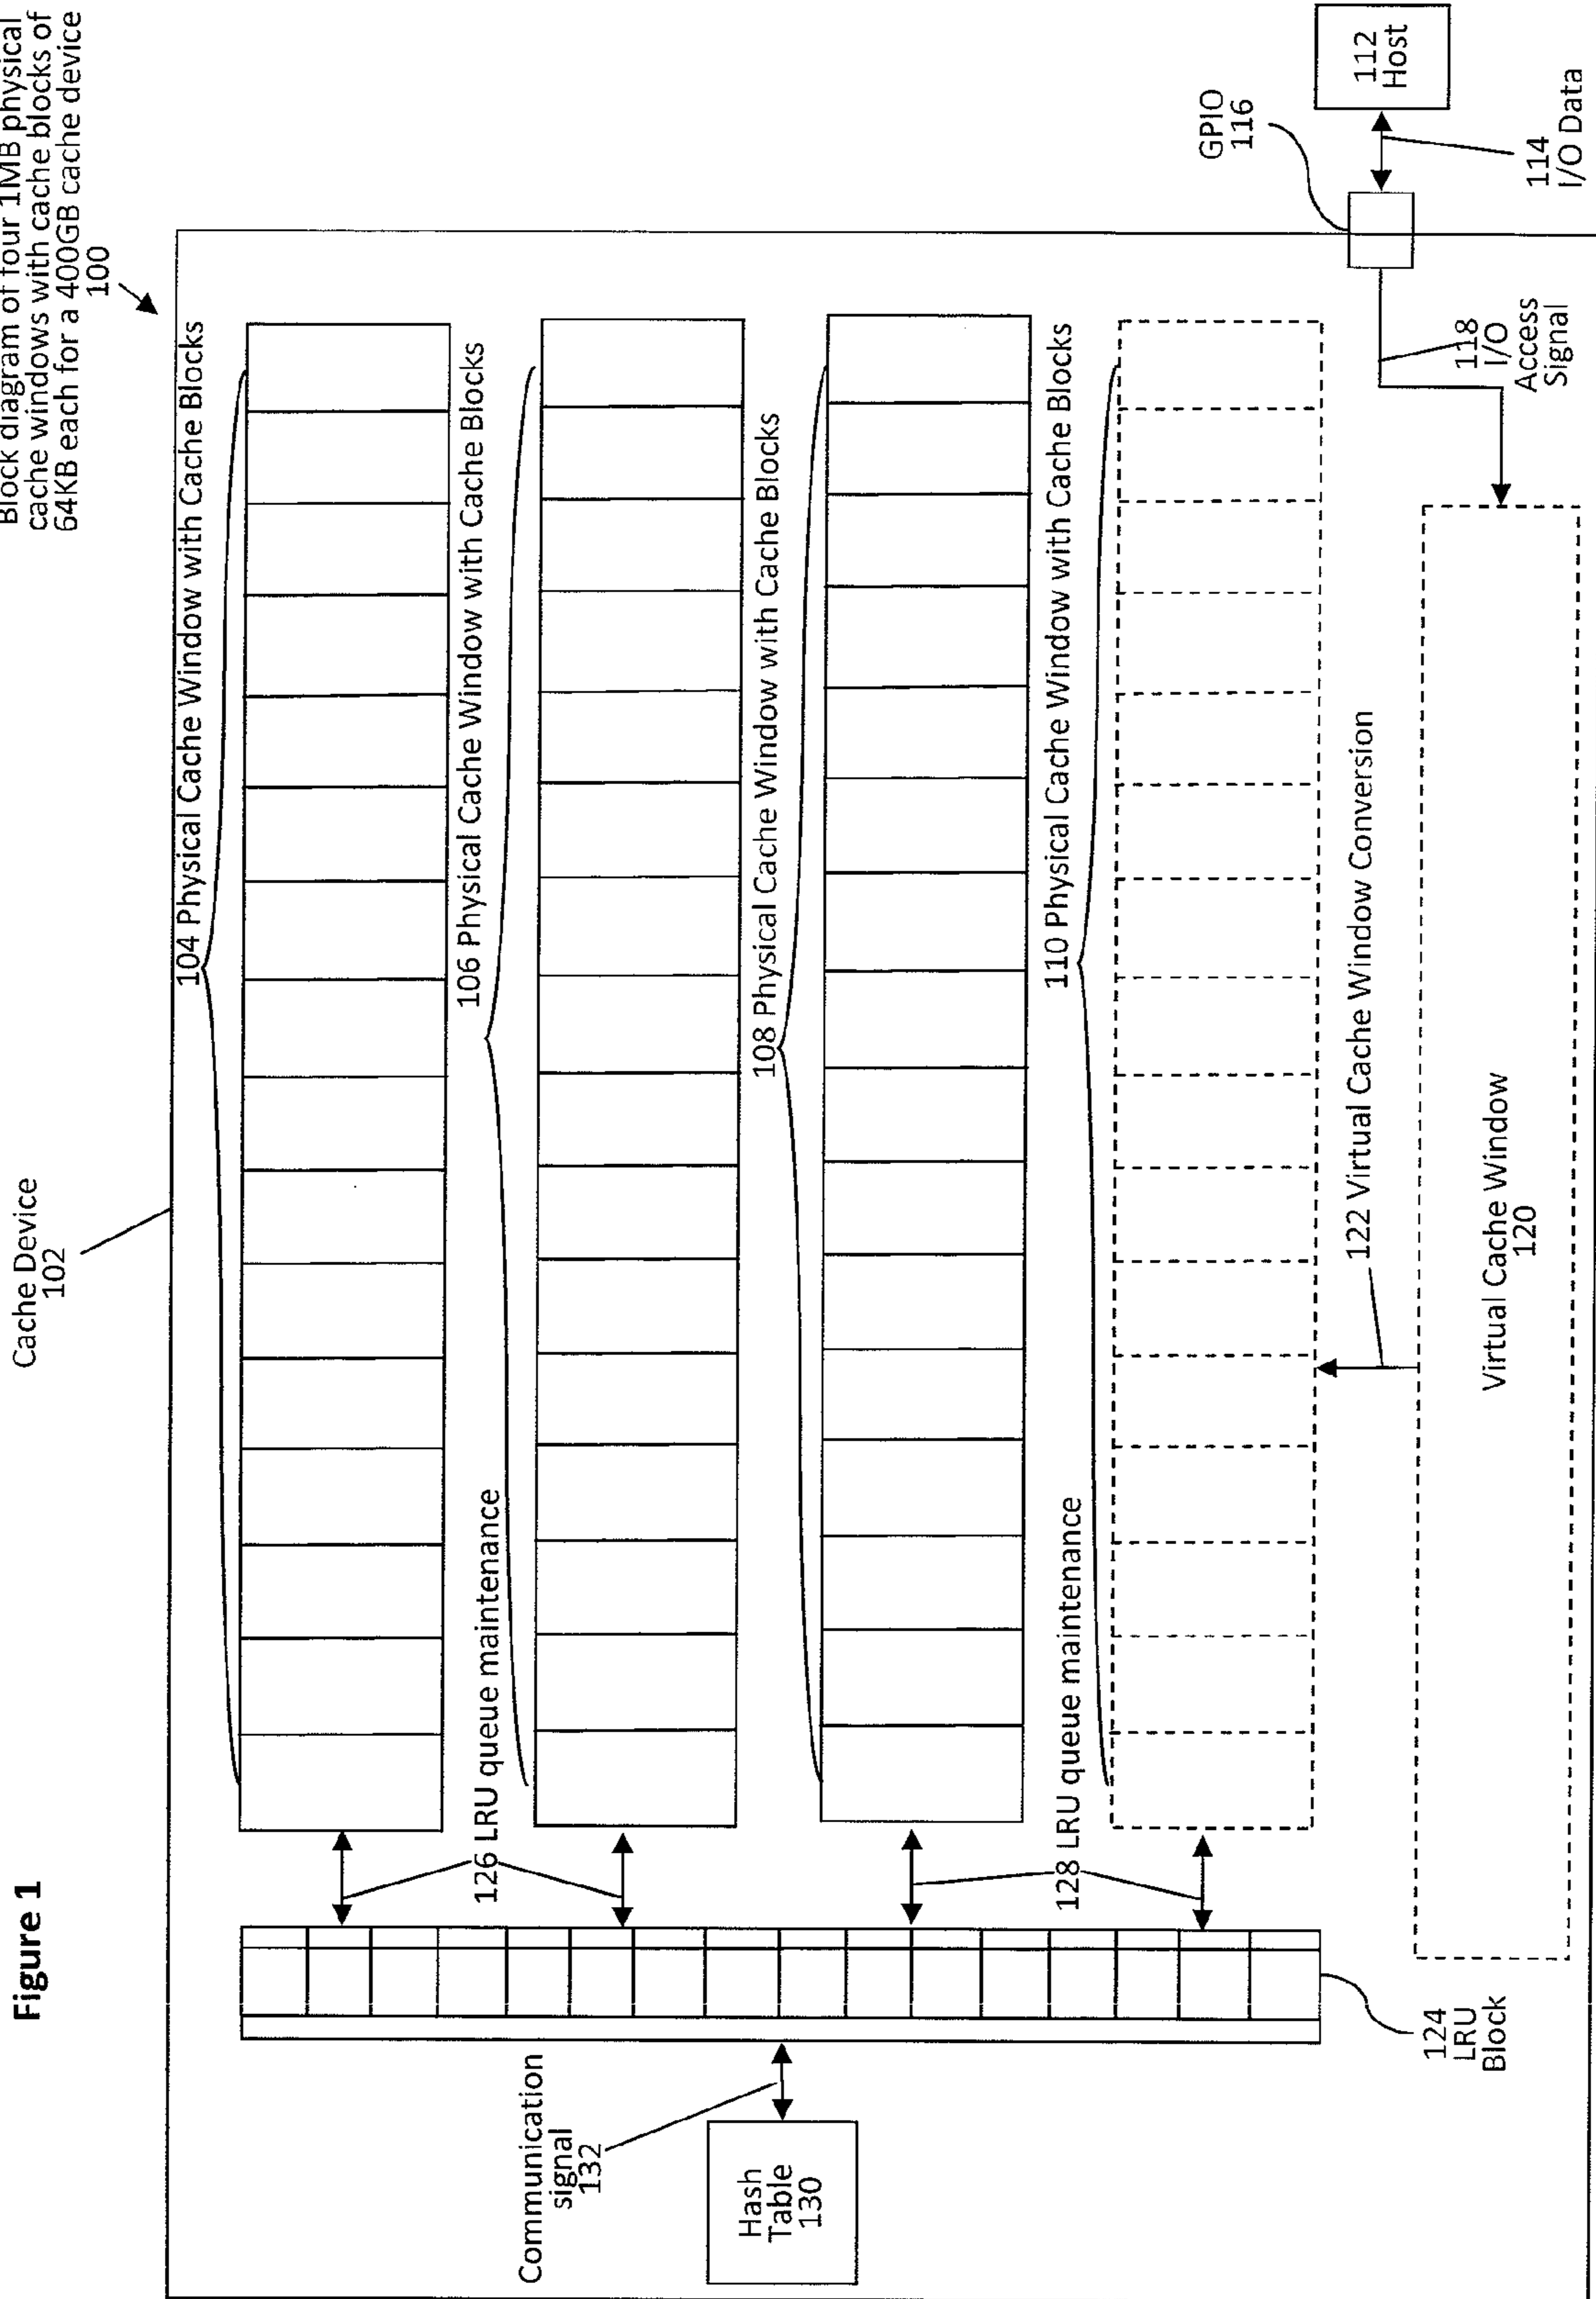 Figure 1
Cache Device
102
Block diagram of four 1MB physical
cache windows with cache blocks of
64KB each for a 400GB cache device
100
104 Physical Cache Window with Cache Blocks
106 Physical Cache Window with Cache Blocks
126 LRU queue maintenance
108 Physical Cache Window with Cache Blocks
110 Physical Cache Window with Cache Blocks
128 LRU queue maintenance
Communication
signal
132
Hash
Table
130
124
LRU
Block
122 Virtual Cache Window Conversion
Virtual Cache Window
120
GPIO
116
112
Host
118
I/O
Access
Signal
114
I/O Data